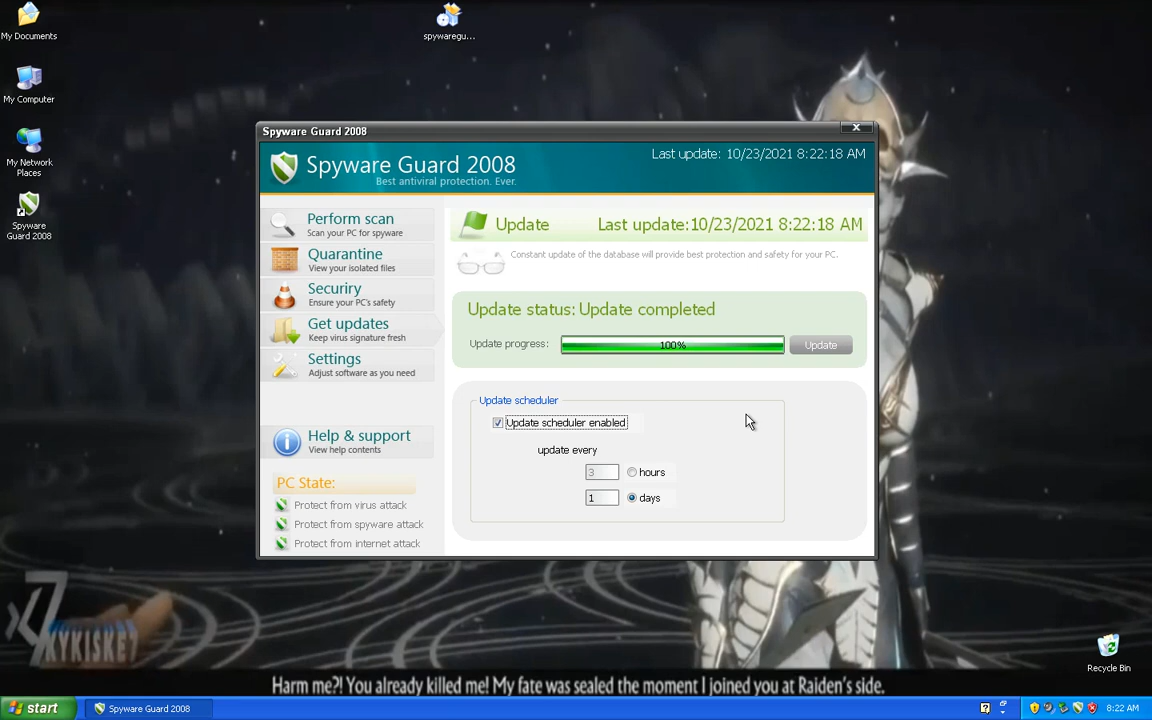 My Documents
My Computer
My Network
Places
Spyware
Guard 2008
spywaregu...
Spyware Guard 2008
Spyware Guard 2008
Best antiviral protection. Ever.
Last update: 10/23/2021 8:22:18 AM
Perform scan
Scan your PC for spyware
Quarantine
View your isolated files
Securiry
Ensure your PC's safety
Get updates
Keep virus signature fresh
Settings
Adjust software as you need
Help & support
View help contents
PC State:
Protect from virus attack
Protect from spyware attack
Protect from internet attack
Update
Last update:10/23/2021 8:22:18 AM
Constant update of the database will provide best protection and safety for your PC.
Update status: Update completed
Update progress:
100%
Update
Update scheduler
Update scheduler enabled
update every
3 hours
1 days
Recycle Bin
Harm me?! You already killed me! My fate was sealed the moment I joined you at Raiden's side.
start
Spyware Guard 2008
8:22 AM